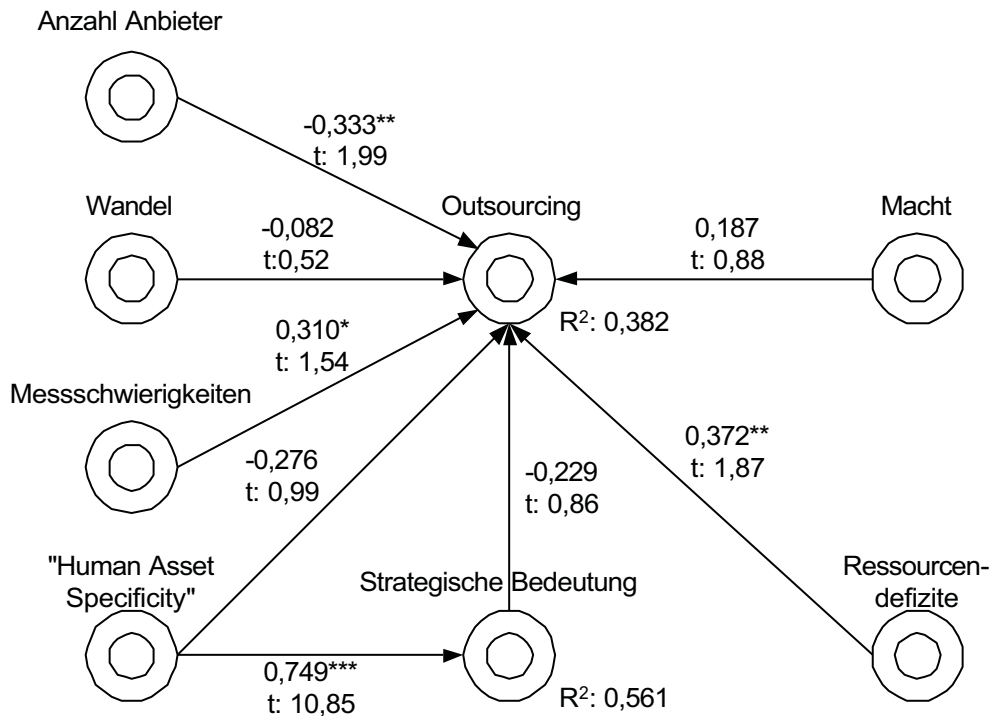 Anzahl Anbieter
-0,333**
t: 1,99
Wandel
-0,082
t:0,52
Outsourcing
R²: 0,382
Macht
0,187
t: 0,88
0,310*
t: 1,54
Messschwierigkeiten
-0,276
t: 0,99
-0,229
t: 0,86
0,372**
t: 1,87
"Human Asset
Specificity"
Strategische Bedeutung
Ressourcen-
defizite
0,749***
t: 10,85
R²: 0,561